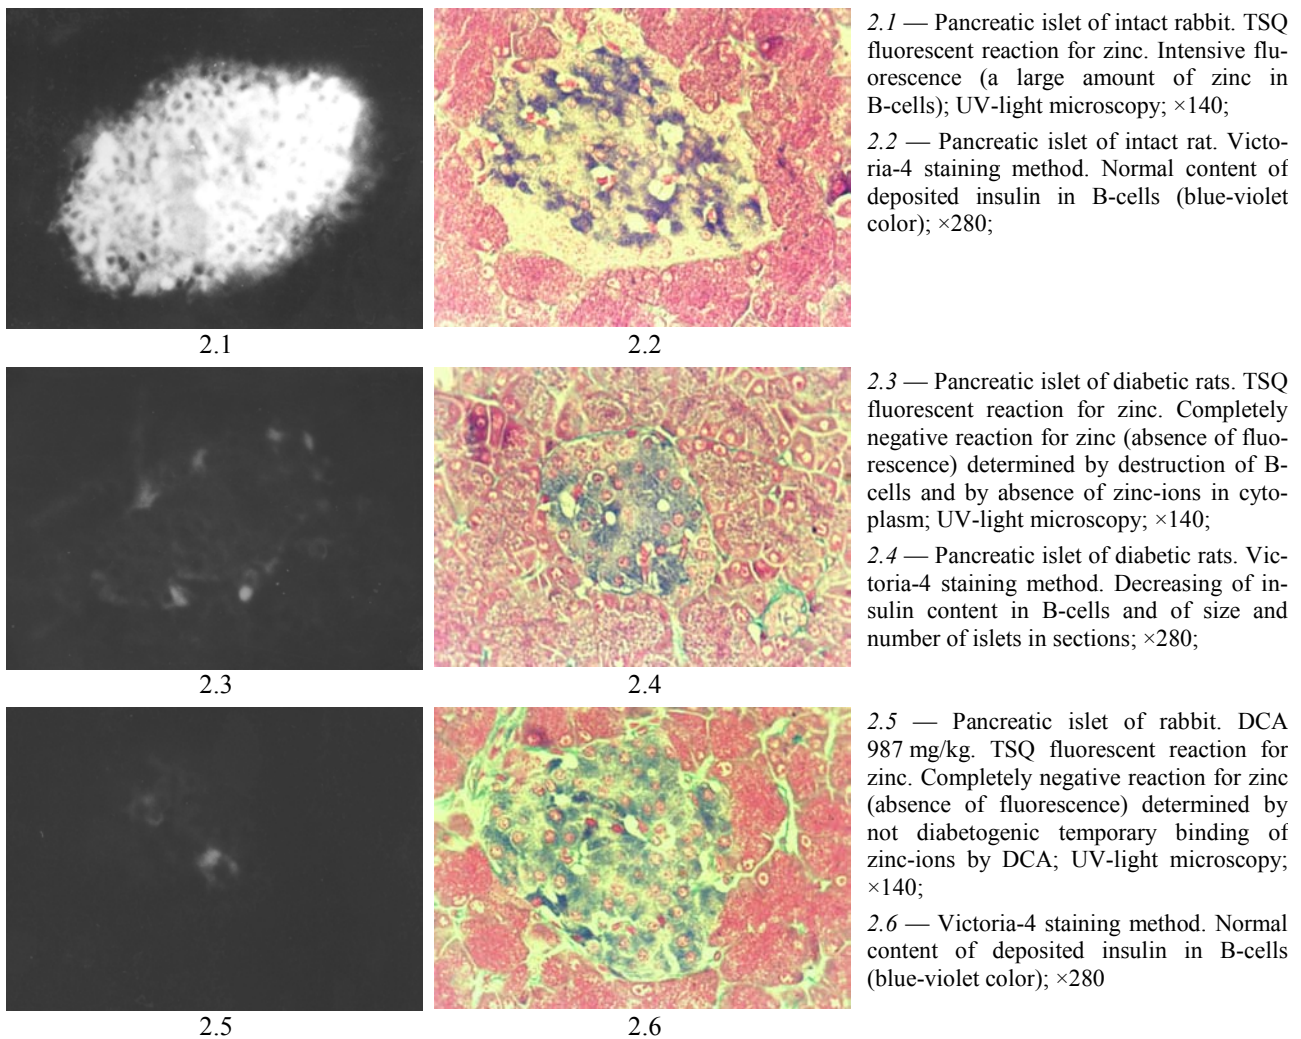 2.1 — Pancreatic islet of intact rabbit. TSQ
fluorescent reaction for zinc. Intensive flu-
orescence (a large amount of zinc in
B-cells); UV-light microscopy; ×140;
2.2 — Pancreatic islet of intact rat. Victo-
ria-4 staining method. Normal content of
deposited insulin in B-cells (blue-violet
color); ×280;
2.1
2.2
2.3 — Pancreatic islet of diabetic rats. TSQ
fluorescent reaction for zinc. Completely
negative reaction for zinc (absence of fluo-
rescence) determined by destruction of B-
cells and by absence of zinc-ions in cyto-
plasm; UV-light microscopy; ×140;
2.4 — Pancreatic islet of diabetic rats. Vic-
toria-4 staining method. Decreasing of in-
sulin content in B-cells and of size and
number of islets in sections; ×280;
2.3
2.4
2.5 — Pancreatic islet of rabbit. DCA
987 mg/kg. TSQ fluorescent reaction for
zinc. Completely negative reaction for zinc
(absence of fluorescence) determined by
not diabetogenic temporary binding of
zinc-ions by DCA; UV-light microscopy;
×140;
2.6 — Victoria-4 staining method. Normal
content of deposited insulin in B-cells
(blue-violet color); ×280
2.5
2.6